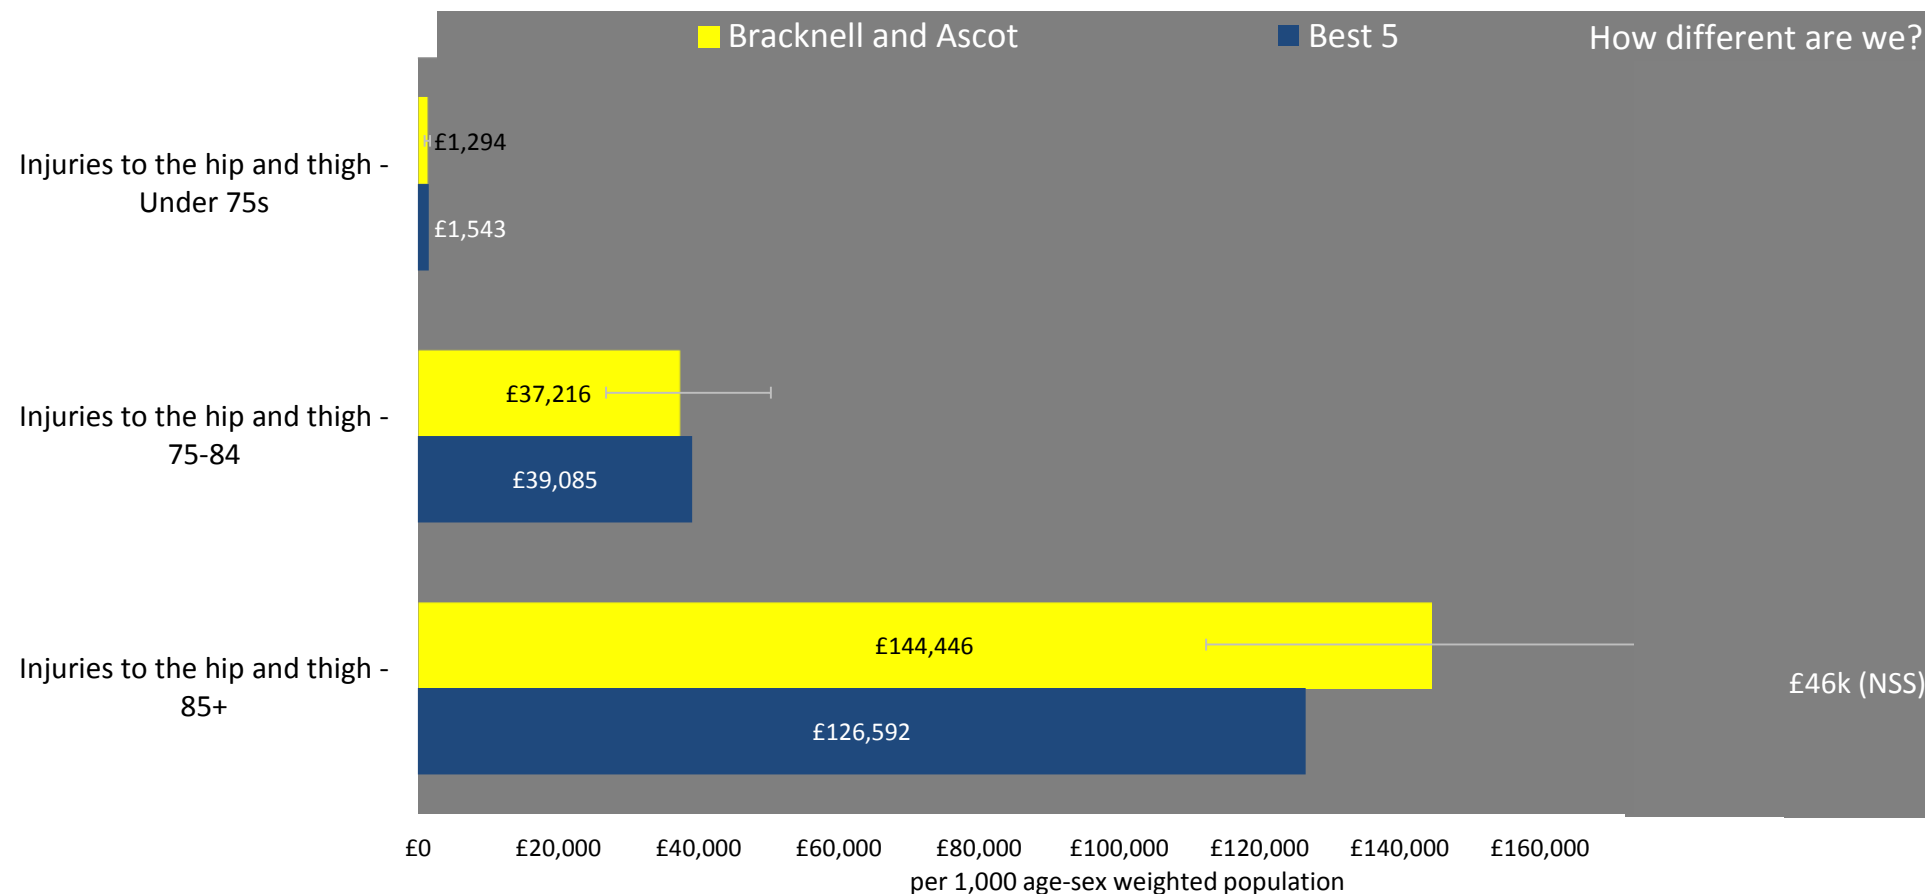 Bracknell and Ascot
Best 5
How different are we?
Injuries to the hip and thigh -
Under 75s
£1,294
£1,543
Injuries to the hip and thigh -
75-84
£37,216
£39,085
Injuries to the hip and thigh -
85+
£144,446
£126,592
£46k (NSS)
£0 £20,000 £40,000 £60,000 £80,000 £100,000 £120,000 £140,000 £160,000
per 1,000 age-sex weighted population